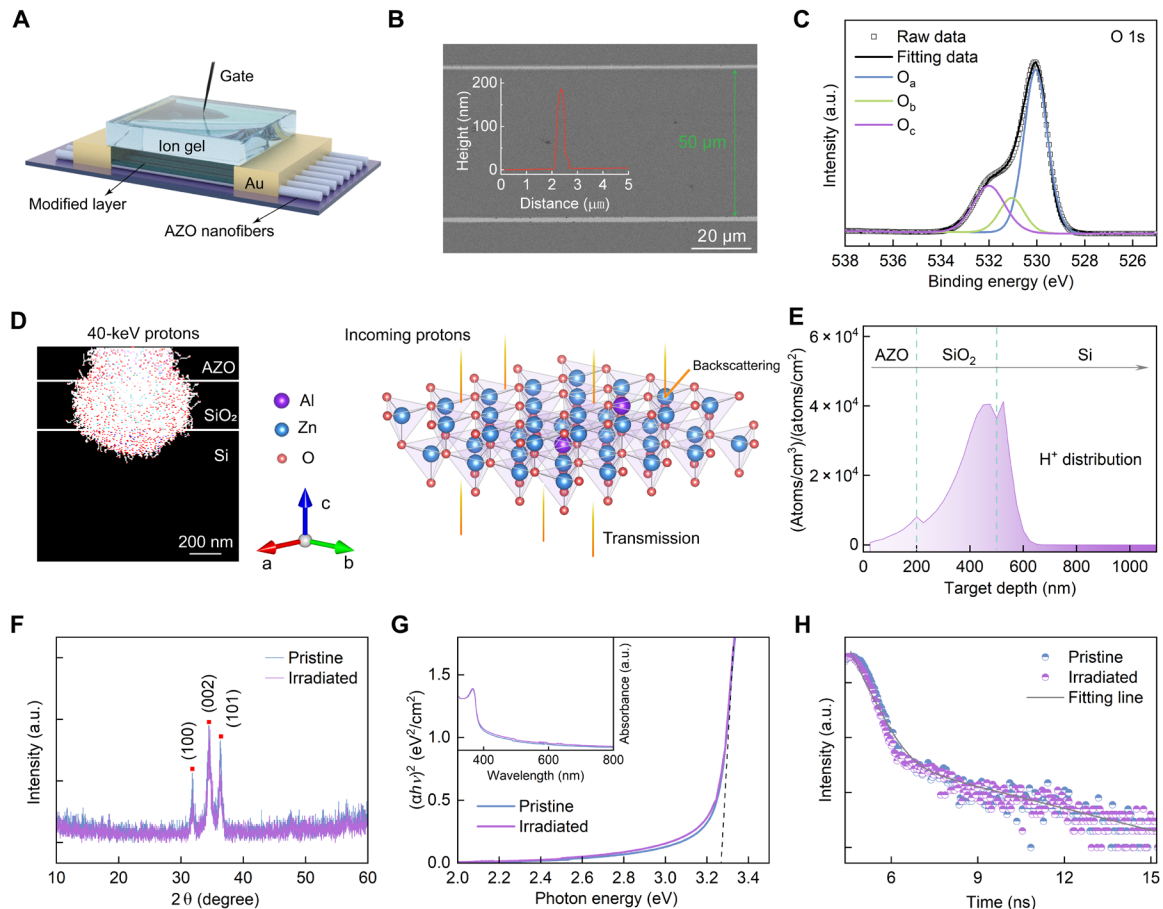 A
Gate
Ion gel
Au
Modified layer
AZO nanofibers
B
200
100
0
Height (nm)
0 1 2 3 4 5
Distance (μm)
50 μm
20 μm
C
Raw data
Fitting data
Oa
Ob
Oc
O 1s
Intensity (a.u.)
538 536 534 532 530 528 526
Binding energy (eV)
D
40-keV protons
AZO
SiO₂
Si
200 nm
Al
Zn
O
c
a
b
Incoming protons
Backscattering
Transmission
E
6 × 10⁴
4 × 10⁴
2 × 10⁴
0
(Atoms/cm³)/(atoms/cm²)
AZO
SiO₂
Si
H⁺ distribution
0 200 400 600 800 1000
Target depth (nm)
F
Pristine
Irradiated
(100)
(002)
(101)
Intensity (a.u.)
10 20 30 40 50 60
2 θ (degree)
G
1.5
1.0
0.5
0.0
(αhν)² (eV²/cm²)
Absorbance (a.u.)
400 600 800
Wavelength (nm)
Pristine
Irradiated
2.0 2.2 2.4 2.6 2.8 3.0 3.2 3.4
Photon energy (eV)
H
Pristine
Irradiated
Fitting line
Intensity (a.u.)
6 9 12 15
Time (ns)